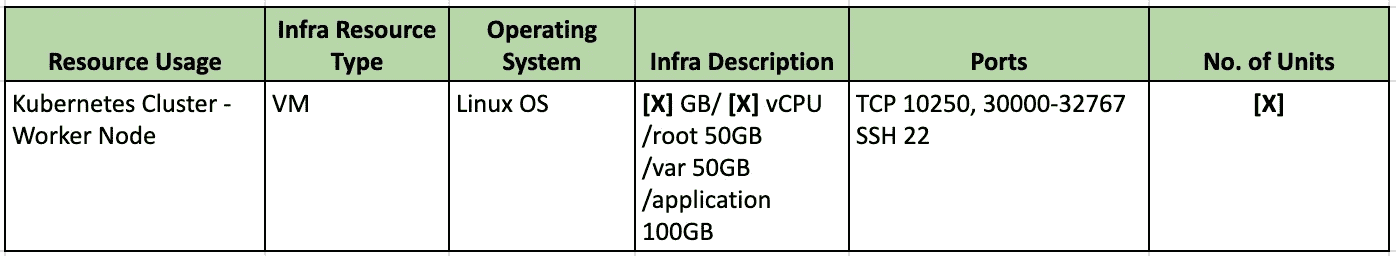 Resource Usage
Infra Resource
Type
Operating
System
Infra Description
Ports
No. of Units
Kubernetes Cluster -
Worker Node
VM
Linux OS
[X] GB/ [X] vCPU
/root 50GB
/var 50GB
/application
100GB
TCP 10250, 30000-32767
SSH 22
[X]